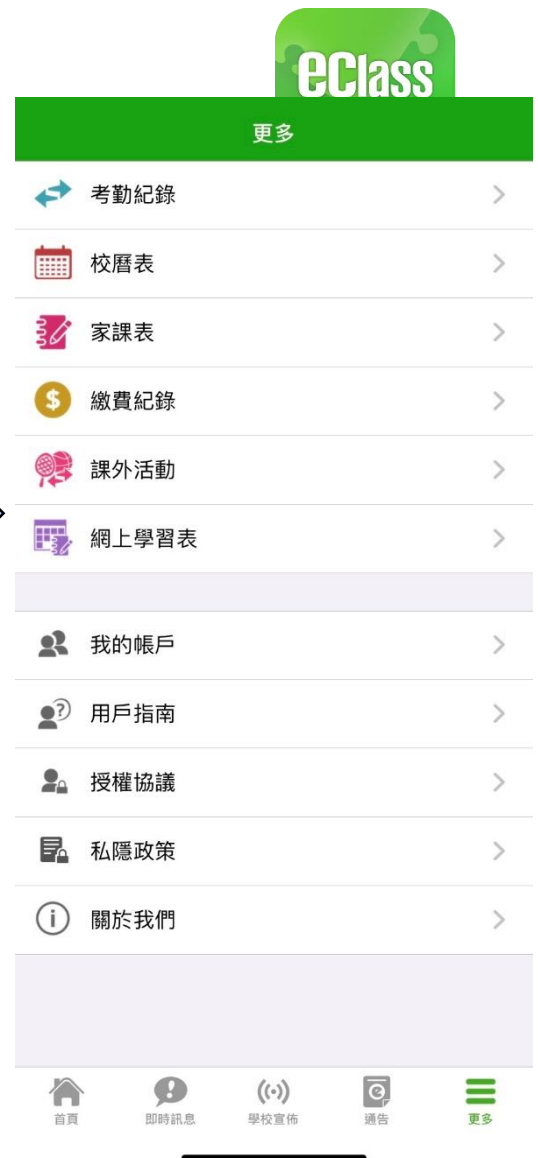 eClass
更多
考勤紀錄
校曆表
家課表
繳費紀錄
課外活動
網上學習表
我的帳戶
用戶指南
授權協議
私隱政策
關於我們
首頁
即時訊息
學校宣佈
通告
更多